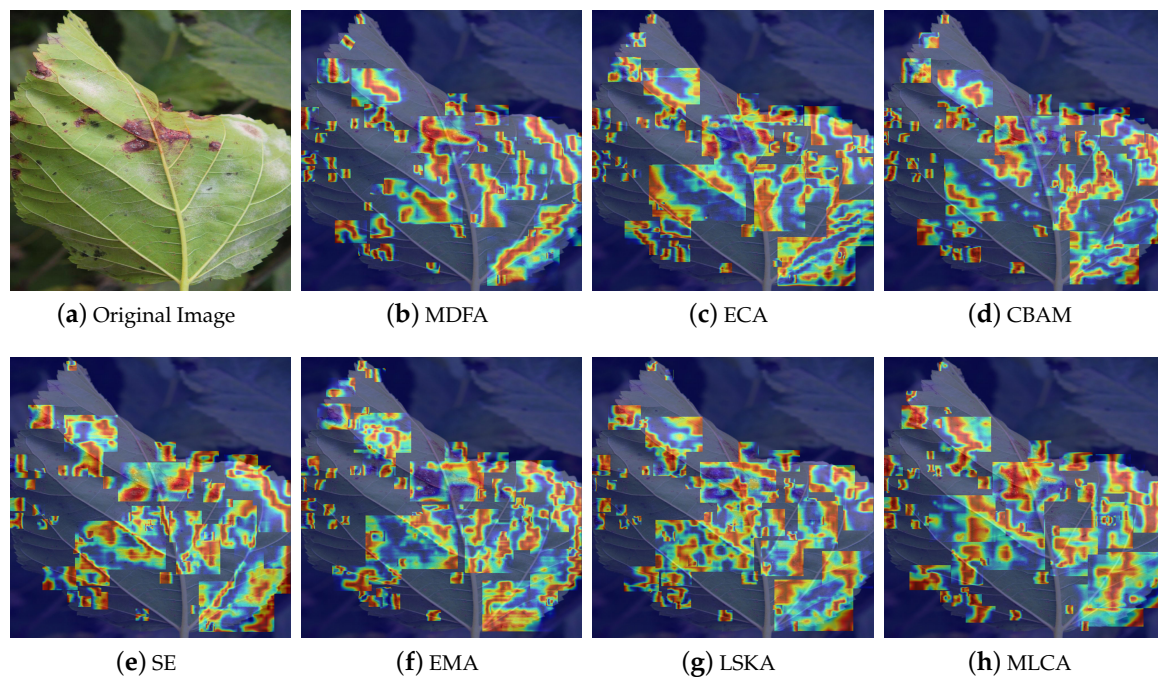 (a) Original Image
(b) MDFA
(c) ECA
(d) CBAM
(e) SE
(f) EMA
(g) LSKA
(h) MLCA